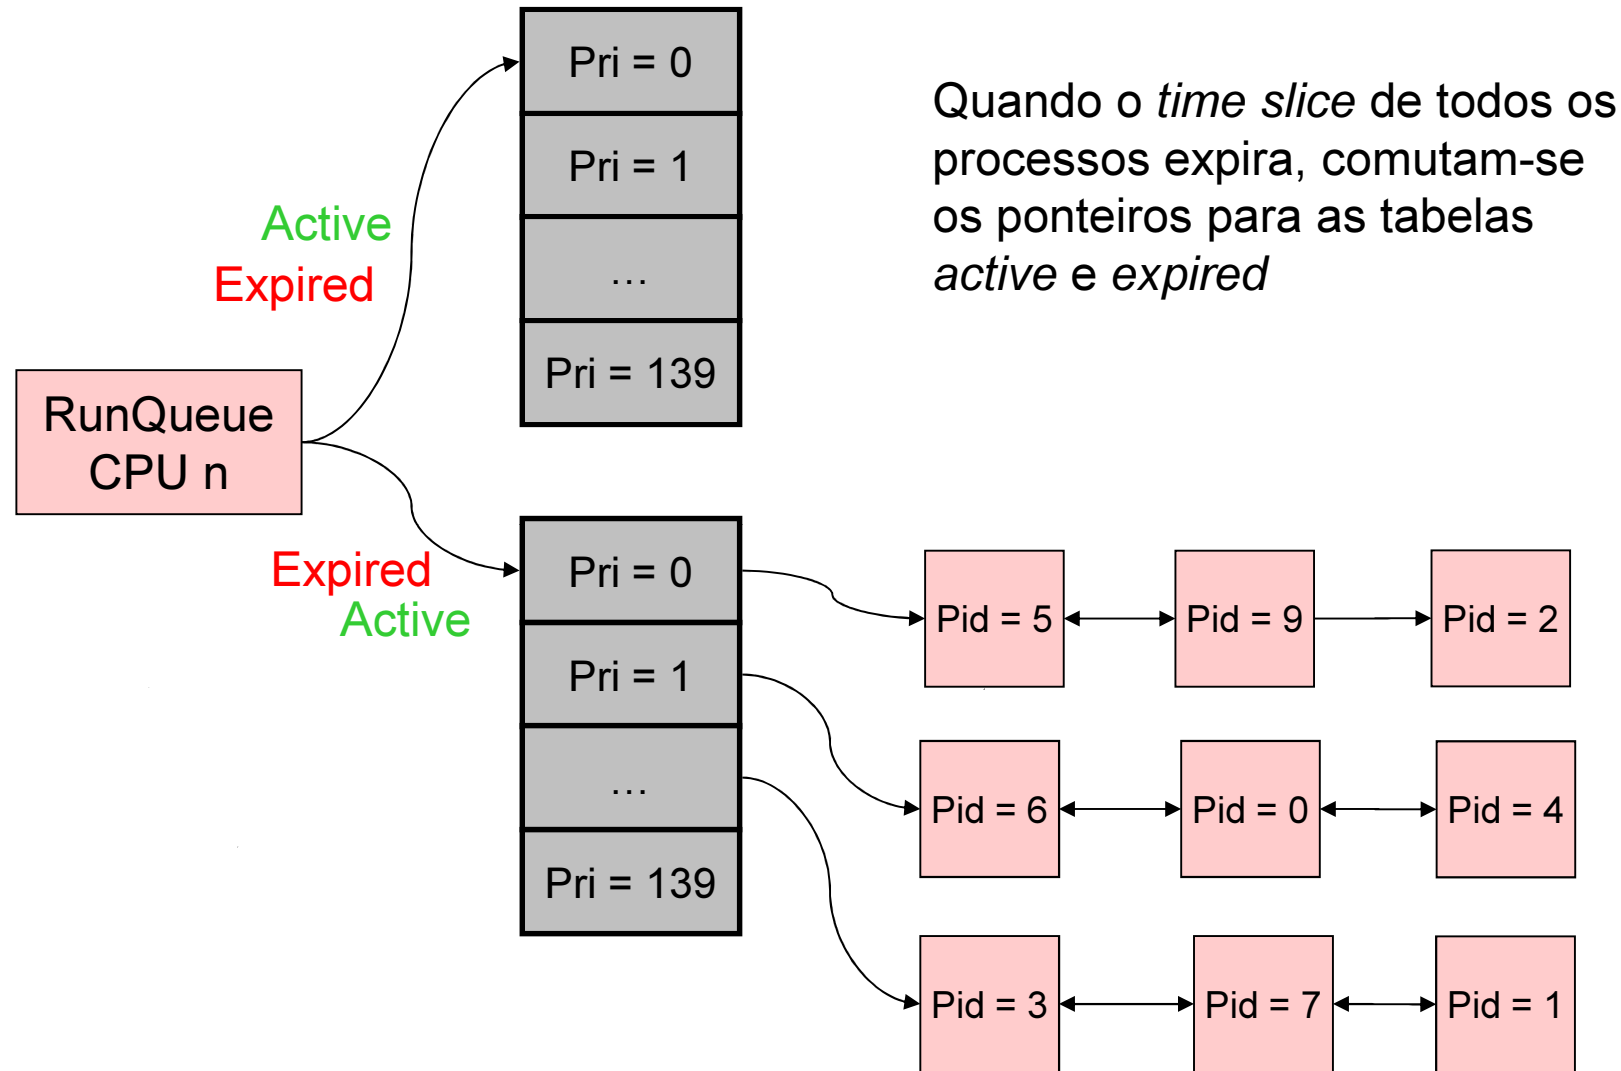 Pri = 0
Pri = 1
...
Pri = 139
Quando o time slice de todos os
processos expira, comutam-se
os ponteiros para as tabelas
active e expired
Active
Expired
RunQueue
CPU n
Expired
Active
Pri = 0
Pri = 1
...
Pri = 139
Pid = 5
Pid = 9
Pid = 2
Pid = 6
Pid = 0
Pid = 4
Pid = 3
Pid = 7
Pid = 1